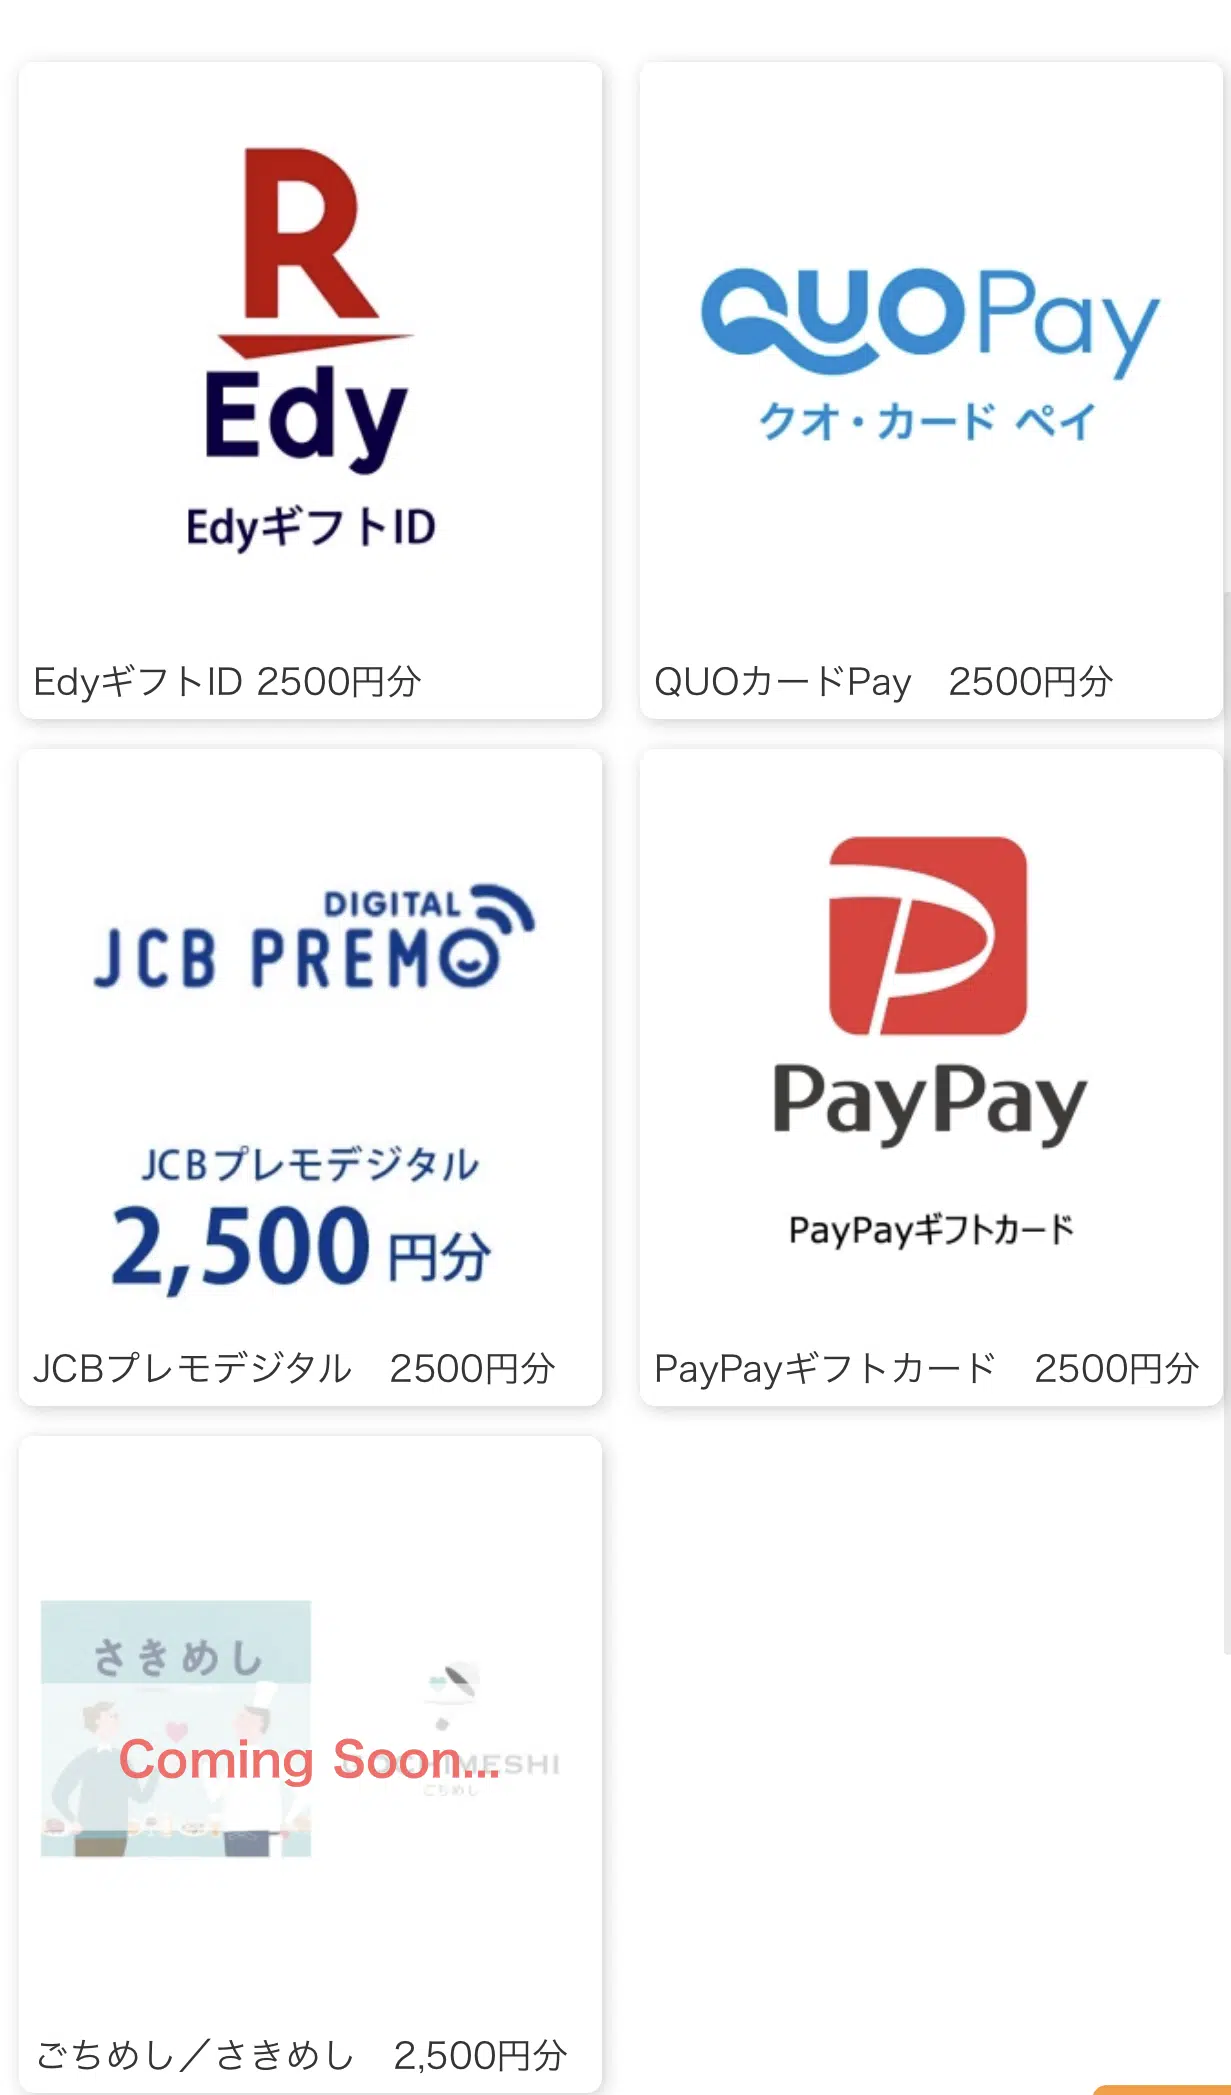 R
Edy
EdyギフトID
EdyギフトID 2500円分
QUO Pay
クオ・カード ペイ
QUOカードPay　2500円分
DIGITAL
JCB PREMO
JCBプレモデジタル
2,500円分
JCBプレモデジタル　2500円分
P
PayPay
PayPayギフトカード
PayPayギフトカード　2500円分
さきめし
Coming Soon...
GOCHIMESHI
ごちめし
ごちめし／さきめし　2,500円分